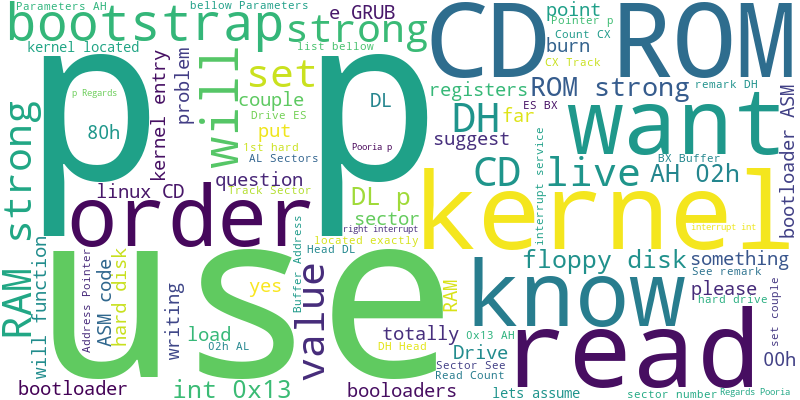 Parameters AH
bellow Parameters
e GRUB
point
CD ROM
bootstrap
strong
Pointer p
Count CX
kernel located
list bellow
burn
CX Track
p p
will
set
problem
kernel entry
p Regards
couple
DL
registers
ROM strong
remark DH
80h
Drive ES
put
DH
far
ES BX
want
bootloader ASM
strong
1st hard
Pooria p
suggest
AL Sectors
BX Buffer
question
CD live
AH 02h
linux CD
Track Sector
DL p
interrupt service
order
sector
kernel
right interrupt
located exactly
interrupt int
RAM
will function
Address Pointer
ASM code
hard disk
use
Buffer Address
Head DL
floppy disk
something
know
See remark
please
hard drive
set couple
yes
value
RAM
writing
load
totally
0x13 AH
read
02h AL
DH Head
Drive
00h
Sector See
Read Count
bootloader
int 0x13
booloaders
lets assume
sector number
Regards Pooria